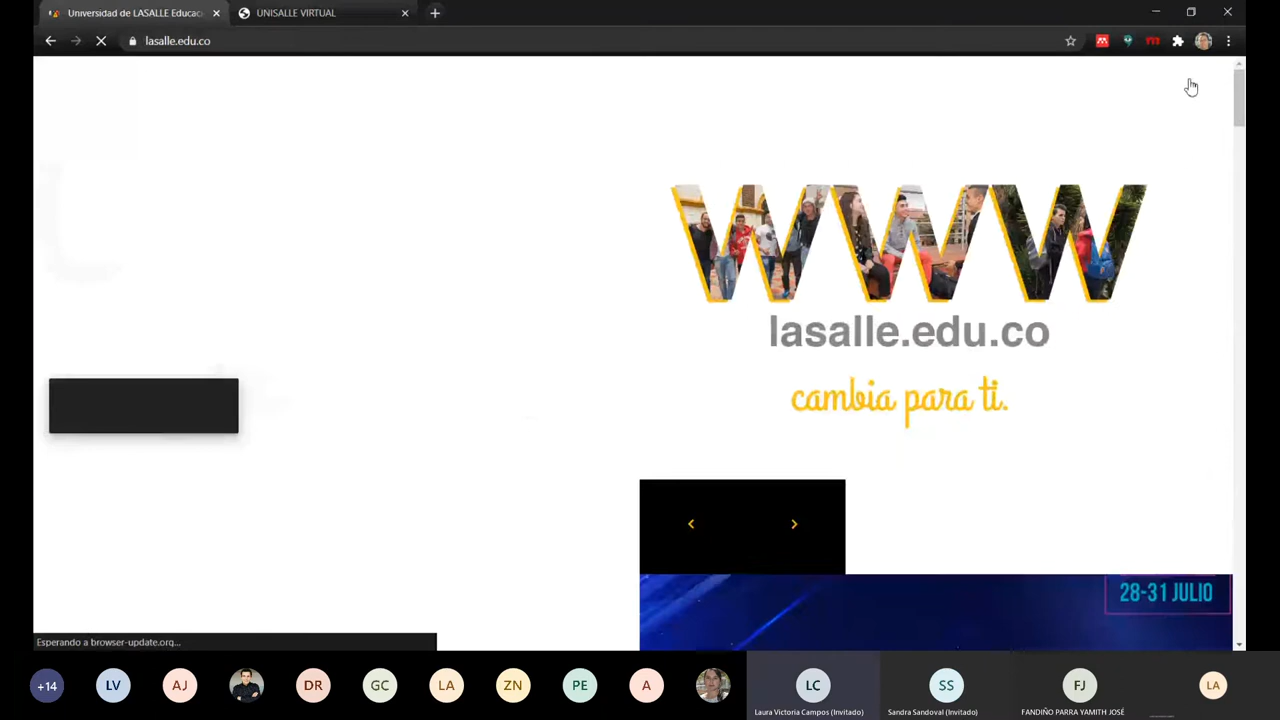 Universidad de LASALLE Educac
UNISALLE VIRTUAL
lasalle.edu.co
WWW
lasalle.edu.co
cambia para ti.
28-31 JULIO
Esperando a browser-update.org...
+14
LV
AJ
DR
GC
LA
ZN
PE
A
LC
SS
FJ
LA
Laura Victoria Campos (Invitado)
Sandra Sandoval (Invitado)
FANDIÑO PARRA YAMITH JOSÉ